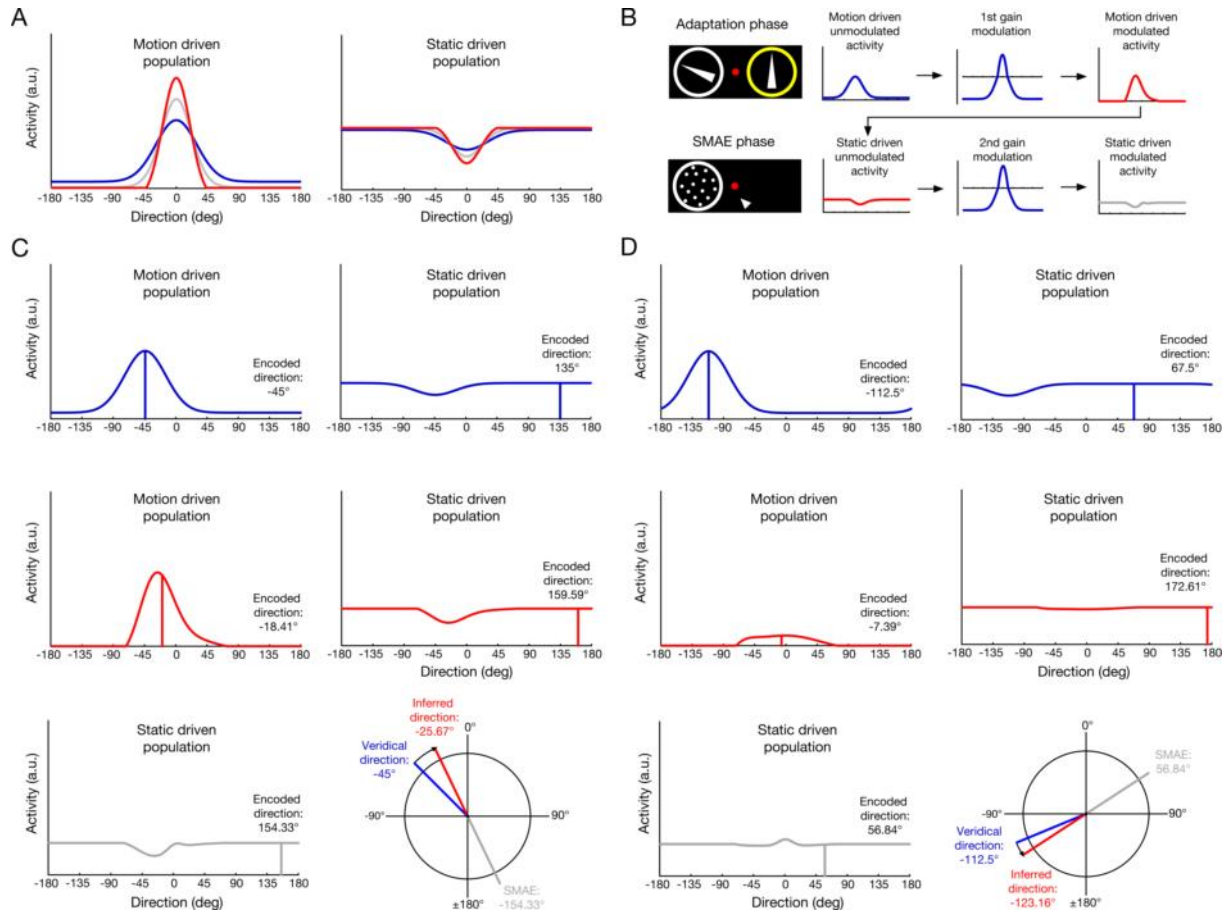 A
Motion driven
population
Static driven
population
Activity (a.u.)
-180 -135 -90 -45 0 45 90 135 180
Direction (deg)
-180 -135 -90 -45 0 45 90 135 180
Direction (deg)
B
Adaptation phase
Motion driven
unmodulated
activity
1st gain
modulation
Motion driven
modulated
activity
SMAE phase
Static driven
unmodulated
activity
2nd gain
modulation
Static driven
modulated
activity
C
Motion driven
population
Activity (a.u.)
Encoded
direction:
-45°
-180 -135 -90 -45 0 45 90 135 180
Static driven
population
Encoded
direction:
135°
-180 -135 -90 -45 0 45 90 135 180
Motion driven
population
Activity (a.u.)
Encoded
direction:
-18.41°
-180 -135 -90 -45 0 45 90 135 180
Direction (deg)
Static driven
population
Encoded
direction:
159.59°
-180 -135 -90 -45 0 45 90 135 180
Direction (deg)
Static driven
population
Activity (a.u.)
Encoded
direction:
154.33°
-180 -135 -90 -45 0 45 90 135 180
Direction (deg)
Inferred
direction:
-25.67°
0°
Veridical
direction:
-45°
-90°
90°
SMAE:
-154.33°
±180°
D
Motion driven
population
Activity (a.u.)
Encoded
direction:
-112.5°
-180 -135 -90 -45 0 45 90 135 180
Static driven
population
Encoded
direction:
67.5°
-180 -135 -90 -45 0 45 90 135 180
Motion driven
population
Activity (a.u.)
Encoded
direction:
-7.39°
-180 -135 -90 -45 0 45 90 135 180
Direction (deg)
Static driven
population
Encoded
direction:
172.61°
-180 -135 -90 -45 0 45 90 135 180
Direction (deg)
Static driven
population
Activity (a.u.)
Encoded
direction:
56.84°
-180 -135 -90 -45 0 45 90 135 180
Direction (deg)
0°
SMAE:
56.84°
-90°
90°
Veridical
direction:
-112.5°
Inferred
direction:
-123.16°
±180°